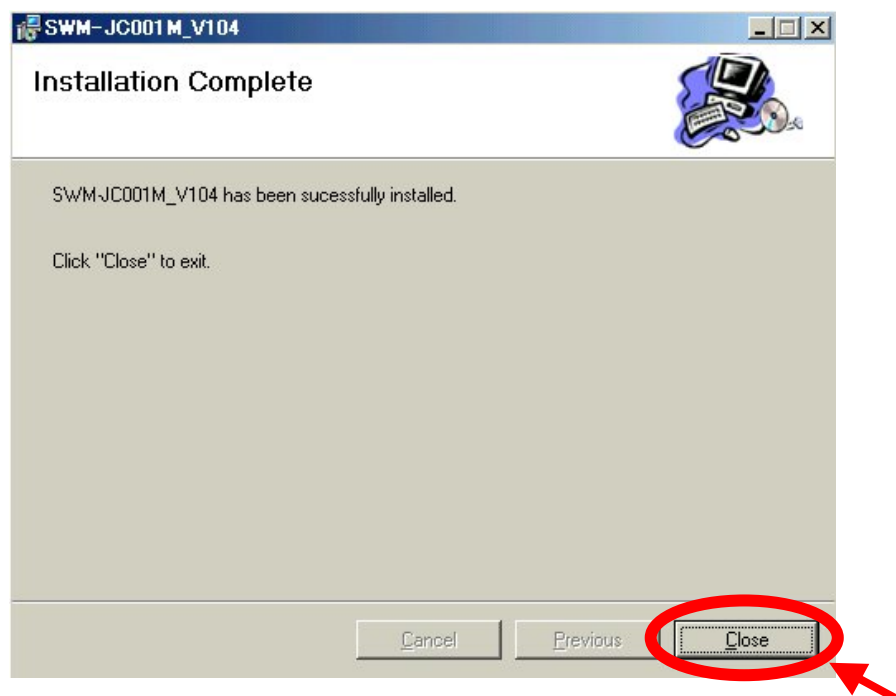 SWM-JC001M_V104
Installation Complete
SWM-JC001M_V104 has been sucessfully installed.
Click "Close" to exit.
Cancel Previous Close